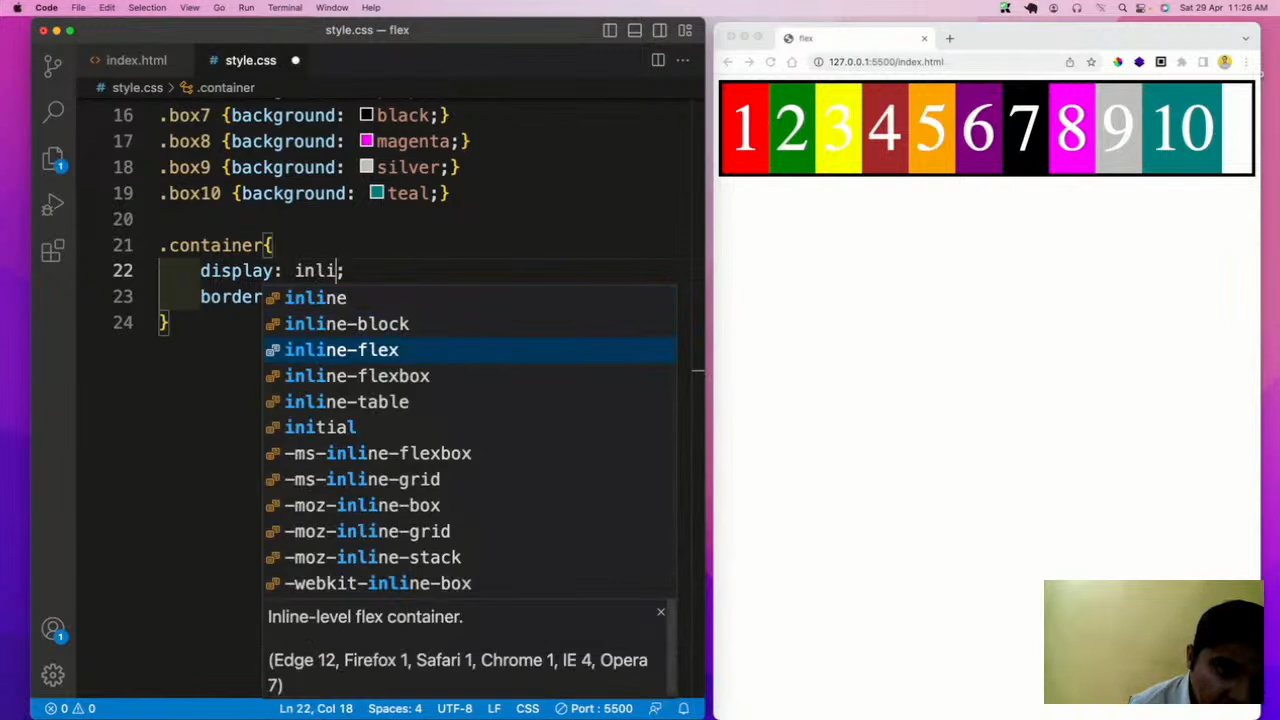 Code File Edit Selection View Go Run Terminal Window Help
Sat 29 Apr 11:26 AM
style.css — flex
index.html
style.css
style.css > .container
16 .box7 {background: black;}
17 .box8 {background: magenta;}
18 .box9 {background: silver;}
19 .box10 {background: teal;}
20
21 .container{
22 display: inli;
23 border
24 }
inline
inline-block
inline-flex
inline-flexbox
inline-table
initial
-ms-inline-flexbox
-ms-inline-grid
-moz-inline-box
-moz-inline-grid
-moz-inline-stack
-webkit-inline-box
Inline-level flex container.
(Edge 12, Firefox 1, Safari 1, Chrome 1, IE 4, Opera
7)
1
1
0 0
Ln 22, Col 18 Spaces: 4 UTF-8 LF CSS Port : 5500
flex
127.0.0.1:5500/index.html
1 2 3 4 5 6 7 8 9 10